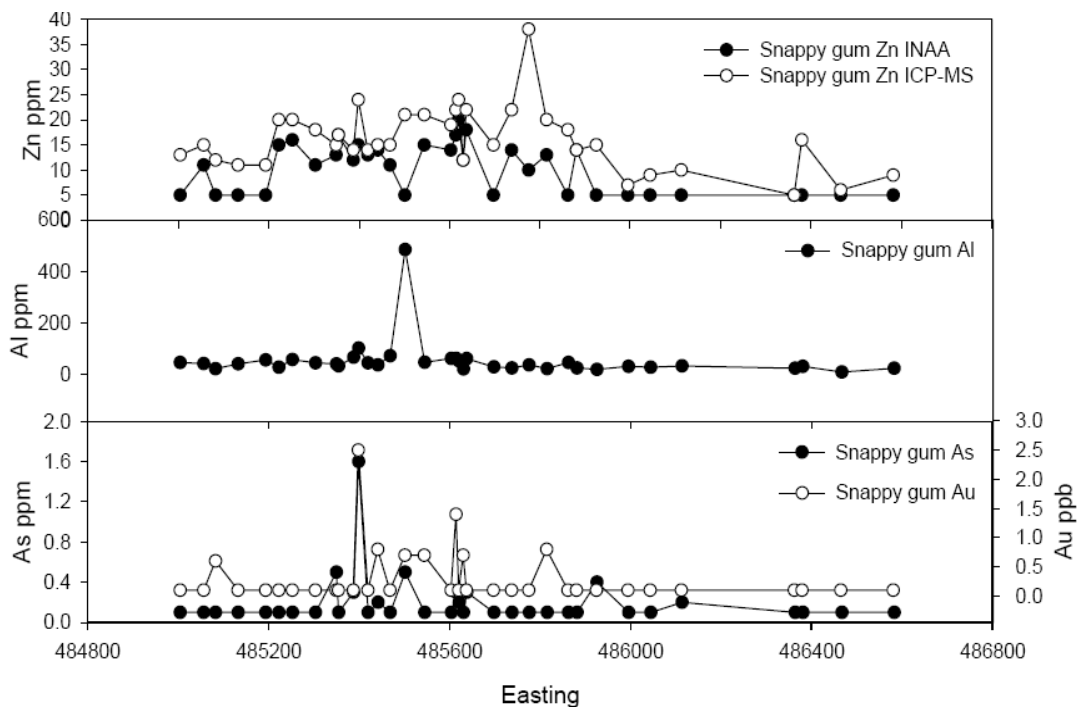 40
35
30
25
20
15
10
5
0
Zn ppm
Snappy gum Zn INAA
Snappy gum Zn ICP-MS
600
400
200
0
Al ppm
Snappy gum Al
2.0
1.6
1.2
0.8
0.4
0.0
As ppm
Snappy gum As
Snappy gum Au
3.0
2.5
2.0
1.5
1.0
0.5
0.0
Au ppb
484800 485200 485600 486000 486400 486800
Easting